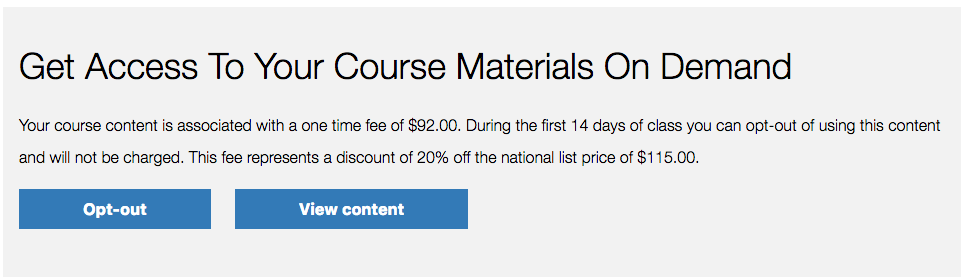 Get Access To Your Course Materials On Demand
Your course content is associated with a one time fee of $92.00. During the first 14 days of class you can opt-out of using this content
and will not be charged. This fee represents a discount of 20% off the national list price of $115.00.
Opt-out View content